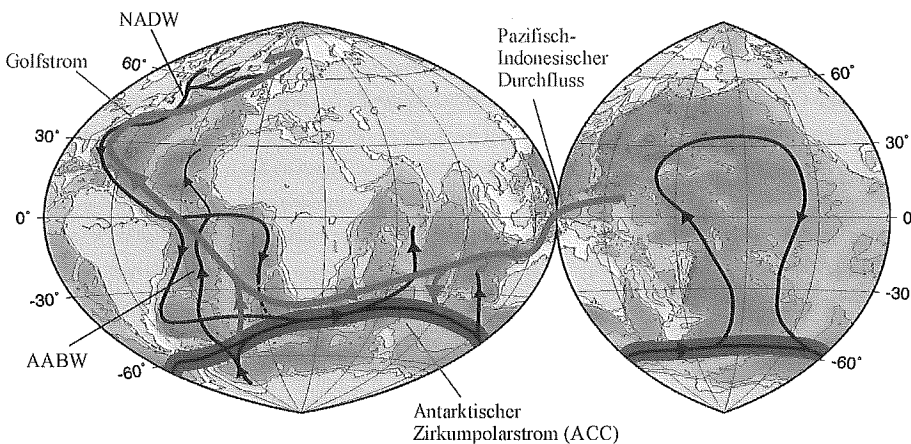 NADW
Golfstrom
Pazifisch-
Indonesischer
Durchfluss
60°
60°
30°
30°
0°
0°
-30°
-30
AABW
-60°
-60°
Antarktischer
Zirkumpolarstrom (ACC)